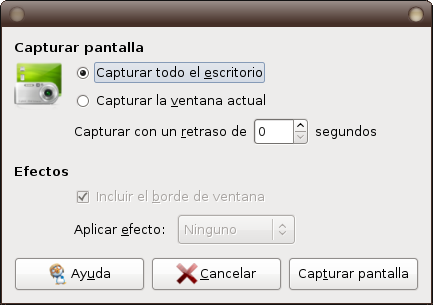 Capturar pantalla
Capturar todo el escritorio
Capturar la ventana actual
Capturar con un retraso de 0 segundos
Efectos
Incluir el borde de ventana
Aplicar efecto: Ninguno
Ayuda Cancelar Capturar pantalla